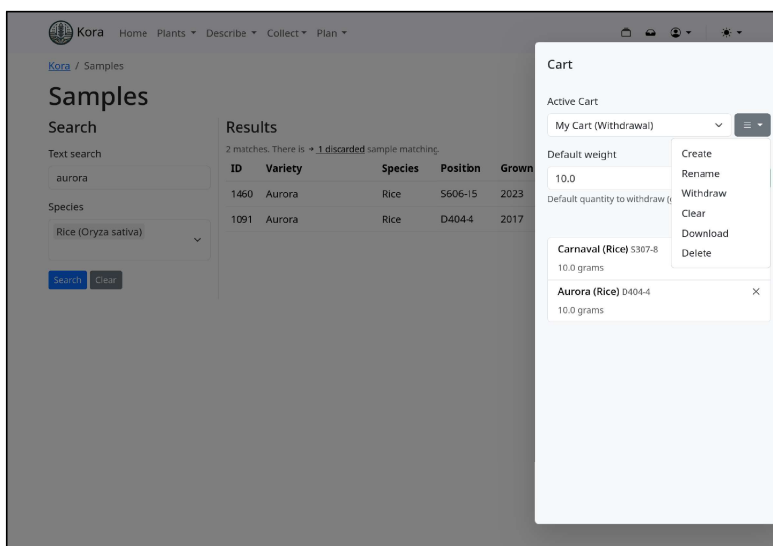 Kora Home Plants Describe Collect Plan
Kora / Samples
Samples
Search
Text search
aurora
Species
Rice (Oryza sativa)
Search Clear
Results
2 matches. There is → 1 discarded sample matching.
ID Variety Species Position Grown
1460 Aurora Rice S606-15 2023
1091 Aurora Rice D404-4 2017
Cart
Active Cart
My Cart (Withdrawal)
Default weight
10.0
Default quantity to withdraw (
Create
Rename
Withdraw
Clear
Download
Delete
Carnaval (Rice) S307-8
10.0 grams
Aurora (Rice) D404-4
10.0 grams